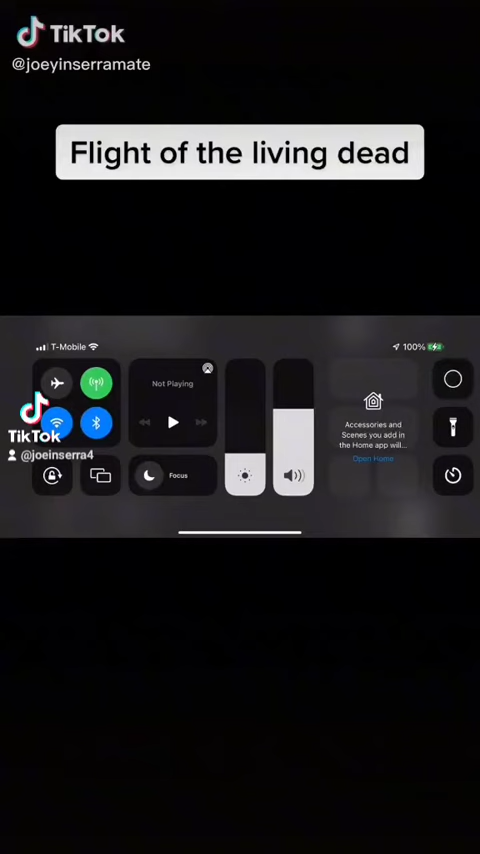 TikTok
@joeyinserramate
Flight of the living dead
T-Mobile
100%
Not Playing
Accessories and
Scenes you add in
the Home app will...
Open Home
TikTok
@joeinserra4
Focus